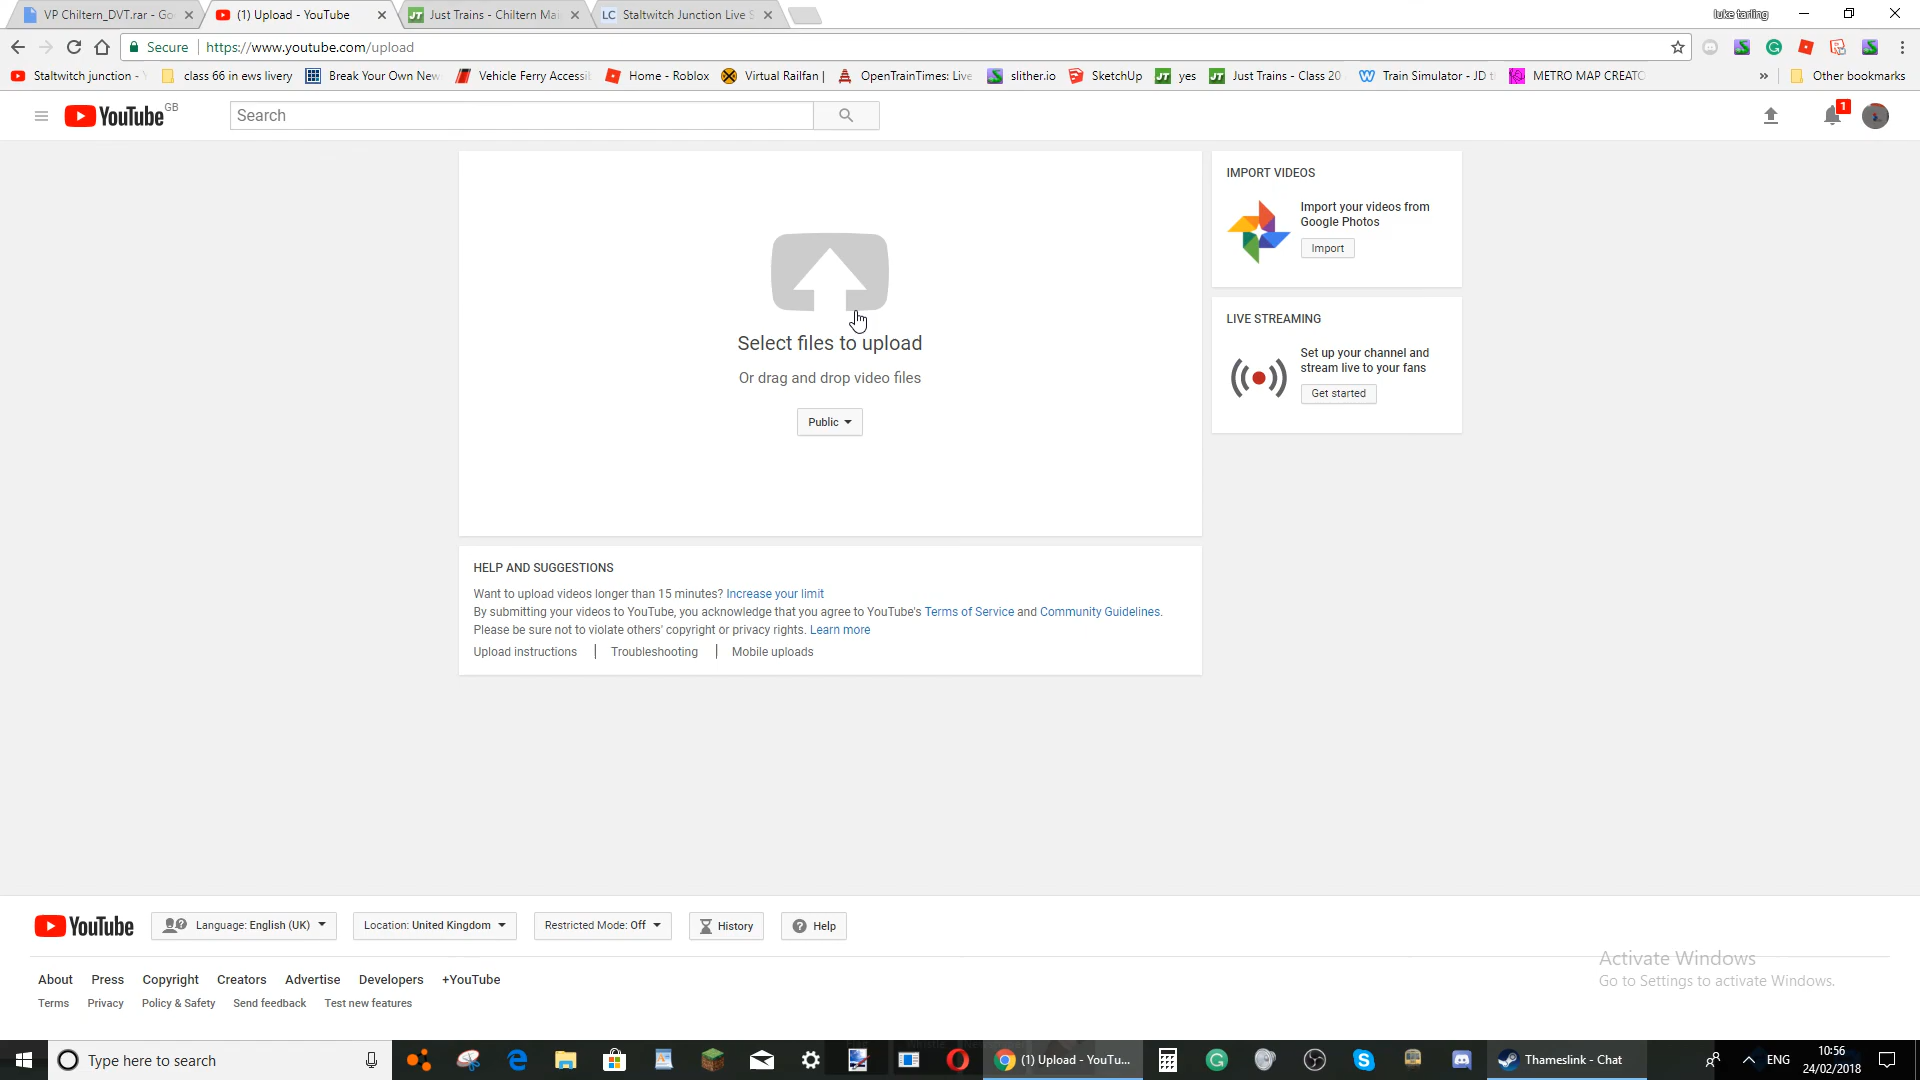 VP Chiltern_DVT.rar - Go
(1) Upload - YouTube
Just Trains - Chiltern Mai
LC Staltwitch Junction Live S
luke tarling
Secure https://www.youtube.com/upload
Staltwitch junction -
class 66 in ews livery
Break Your Own New
Vehicle Ferry Accessi
Home - Roblox
Virtual Railfan |
OpenTrainTimes: Live
slither.io
SketchUp
JT yes
JT Just Trains - Class 20
Train Simulator - JD t
METRO MAP CREATO
»
Other bookmarks
YouTube GB
Search
1
Select files to upload
Or drag and drop video files
Public
IMPORT VIDEOS
Import your videos from
Google Photos
Import
LIVE STREAMING
Set up your channel and
stream live to your fans
Get started
HELP AND SUGGESTIONS
Want to upload videos longer than 15 minutes? Increase your limit
By submitting your videos to YouTube, you acknowledge that you agree to YouTube's Terms of Service and Community Guidelines.
Please be sure not to violate others' copyright or privacy rights. Learn more
Upload instructions | Troubleshooting | Mobile uploads
YouTube
Language: English (UK)
Location: United Kingdom
Restricted Mode: Off
History
Help
About Press Copyright Creators Advertise Developers +YouTube
Terms Privacy Policy & Safety Send feedback Test new features
Activate Windows
Go to Settings to activate Windows.
Type here to search
(1) Upload - YouTu...
Thameslink - Chat
ENG
10:56
24/02/2018